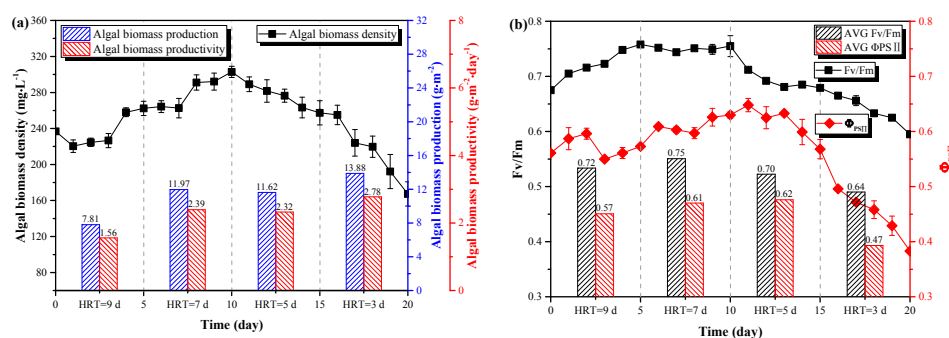 (a)
Algal biomass production
Algal biomass productivity
Algal biomass density
Algal biomass density (mg·L⁻¹)
360
320
280
240
200
160
120
80
7.81
1.56
11.97
2.39
11.62
2.32
13.88
2.78
0
HRT=9 d
5
HRT=7 d
10
HRT=5 d
15
HRT=3 d
20
Time (day)
32
28
24
20
16
12
8
4
0
Algal biomass production (g·m⁻²)
8
7
6
5
4
3
2
1
0
Algal biomass productivity (g·m⁻²·day⁻¹)
(b)
AVG Fv/Fm
AVG ΦPSⅡ
Fv/Fm
Φ PSⅡ
Fv/Fm
0.8
0.7
0.6
0.5
0.4
0.3
0.72
0.57
0.75
0.61
0.70
0.62
0.64
0.47
0
HRT=9 d
5
HRT=7 d
10
HRT=5 d
15
HRT=3 d
20
Time (day)
0.8
0.7
0.6
0.5
0.4
0.3